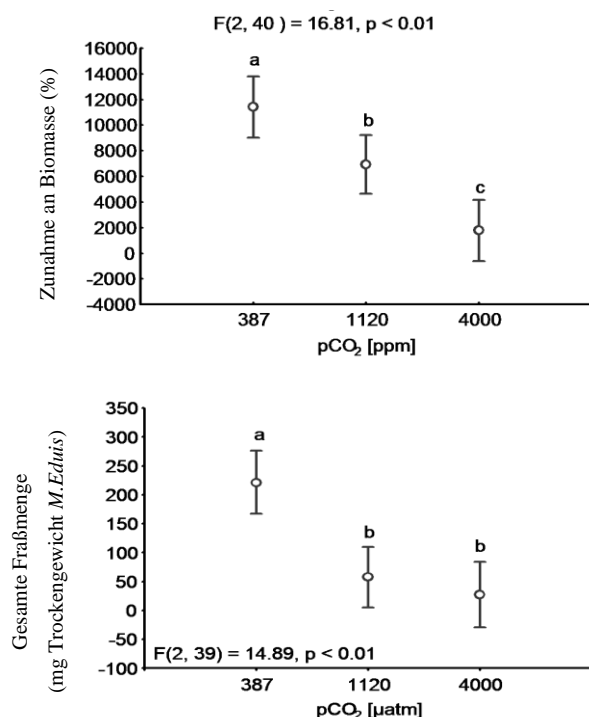 F(2, 40 ) = 16.81, p < 0.01
Zunahme an Biomasse (%)
16000
14000
12000
10000
8000
6000
4000
2000
0
-2000
-4000
a
b
c
387 1120 4000
pCO₂ [ppm]
Gesamte Fraßmenge
(mg Trockengewicht M.Eduis)
350
300
250
200
150
100
50
0
-50
-100
a
b
b
F(2, 39) = 14.89, p < 0.01
387 1120 4000
pCO₂ [µatm]